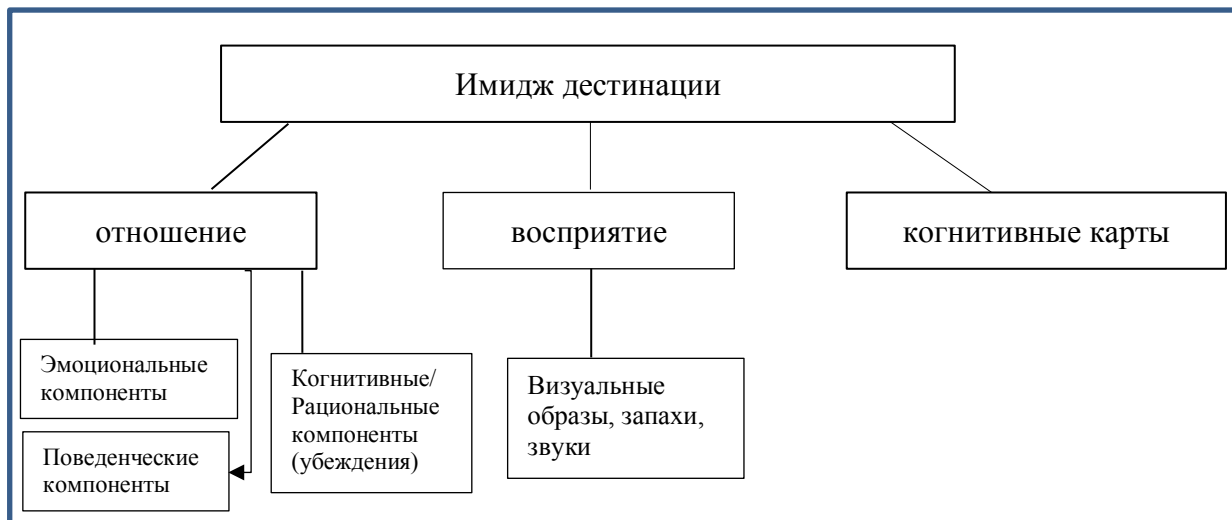 Имидж дестинации
отношение
восприятие
когнитивные карты
Эмоциональные
компоненты
Поведенческие
компоненты
Когнитивные/
Рациональные
компоненты
(убеждения)
Визуальные
образы, запахи,
звуки